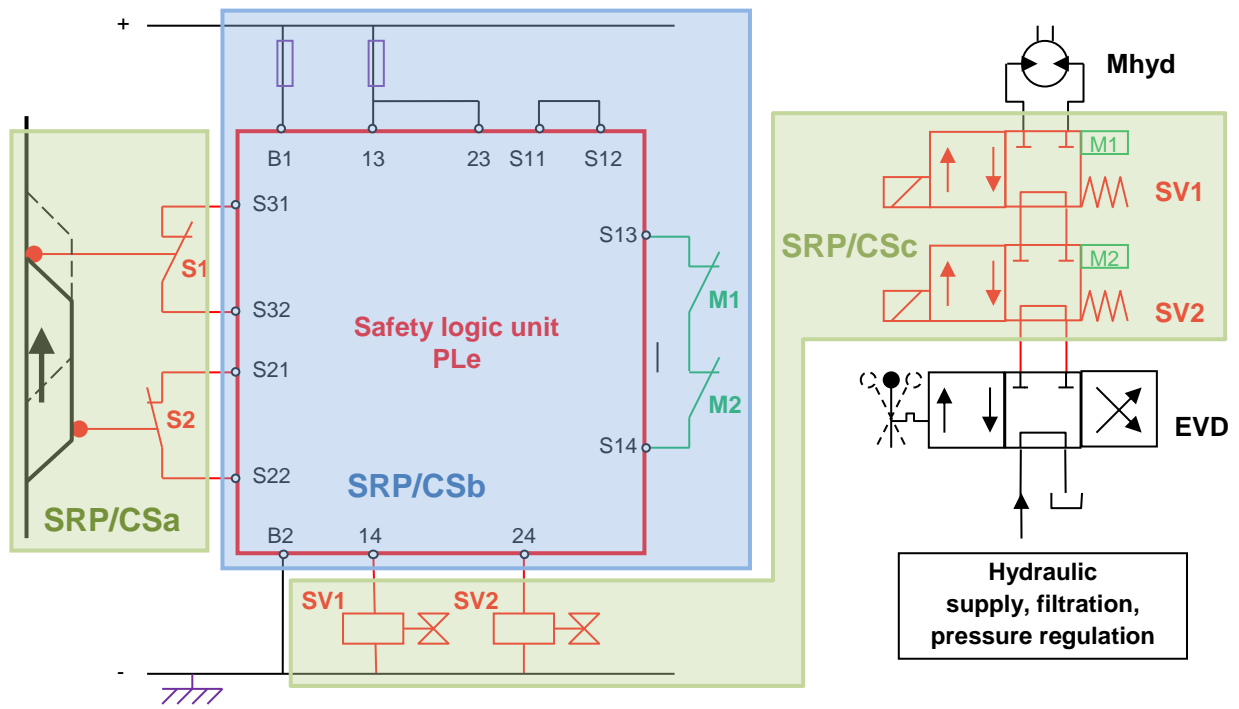 +
Mhyd
B1
13
23
S11
S12
M1
S31
SV1
S13
S1
SRP/CSc
M2
M1
S32
Safety logic unit
PLe
SV2
S21
M2
S2
EVD
S14
S22
SRP/CSb
SRP/CSa
B2
14
24
Hydraulic
supply, filtration,
pressure regulation
SV1
SV2
-